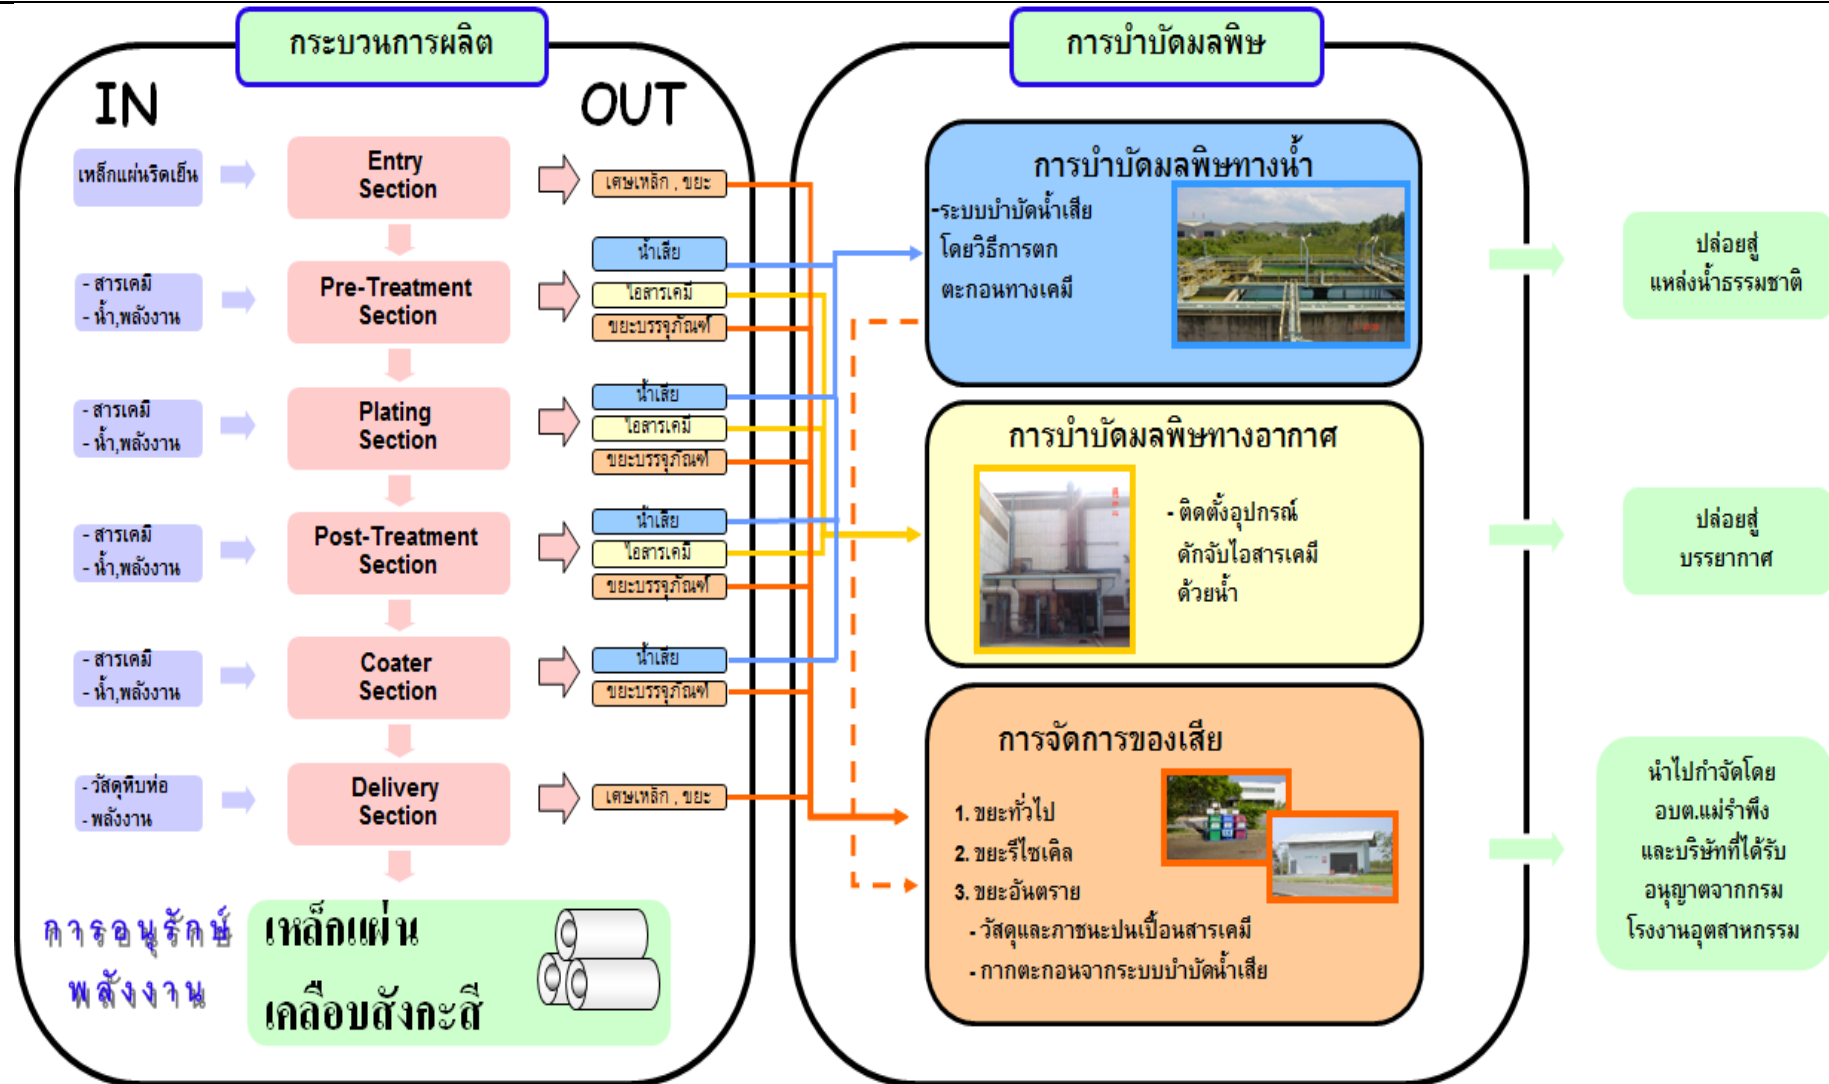 กระบวนการผลิต
IN
OUT
เหล็กแผ่นรีดเย็น
Entry
Section
เศษเหล็ก , ขยะ
- สารเคมี
- น้ำ,พลังงาน
Pre-Treatment
Section
น้ำเสีย
ไอสารเคมี
ขยะบรรจุภัณฑ์
- สารเคมี
- น้ำ,พลังงาน
Plating
Section
น้ำเสีย
ไอสารเคมี
ขยะบรรจุภัณฑ์
- สารเคมี
- น้ำ,พลังงาน
Post-Treatment
Section
น้ำเสีย
ไอสารเคมี
ขยะบรรจุภัณฑ์
- สารเคมี
- น้ำ,พลังงาน
Coater
Section
น้ำเสีย
ขยะบรรจุภัณฑ์
- วัสดุหีบห่อ
- พลังงาน
Delivery
Section
เศษเหล็ก , ขยะ
การอนุรักษ์
พลังงาน
เหล็กแผ่น
เคลือบสังกะสี
การบำบัดมลพิษ
การบำบัดมลพิษทางน้ำ
-ระบบบำบัดน้ำเสีย
โดยวิธีการตก
ตะกอนทางเคมี
การบำบัดมลพิษทางอากาศ
- ติดตั้งอุปกรณ์
ดักจับไอสารเคมี
ด้วยน้ำ
การจัดการของเสีย
1. ขยะทั่วไป
2. ขยะรีไซเคิล
3. ขยะอันตราย
- วัสดุและภาชนะปนเปื้อนสารเคมี
- กากตะกอนจากระบบบำบัดน้ำเสีย
ปล่อยสู่
แหล่งน้ำธรรมชาติ
ปล่อยสู่
บรรยากาศ
นำไปกำจัดโดย
อบต.แม่รำพึง
และบริษัทที่ได้รับ
อนุญาตจากกรม
โรงงานอุตสาหกรรม